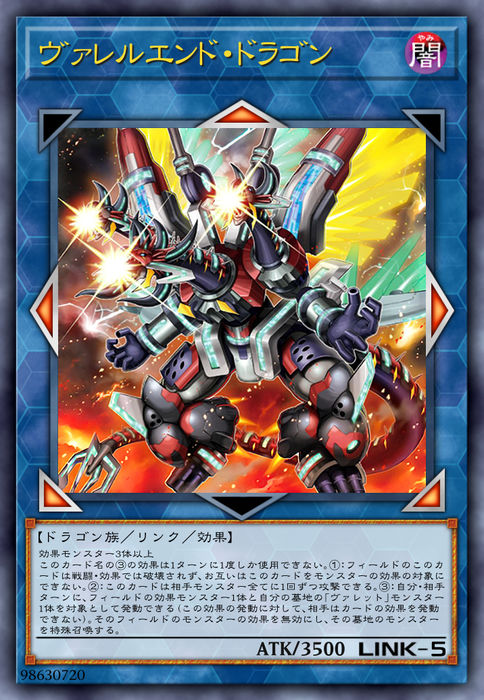 ヴァレルエンド・ドラゴン
やみ
闇
【ドラゴン族／リンク／効果】
効果モンスター3体以上
このカード名の③の効果は1ターンに1度しか使用できない。①：フィールドのこのカ
ードは戦闘・効果では破壊されず、お互いはこのカードをモンスターの効果の対象に
できない。②：このカードは相手モンスター全てに1回ずつ攻撃できる。③：自分・相手
ターンに、フィールドの効果モンスター1体と自分の墓地の「ヴァレット」モンスター
1体を対象として発動できる(この効果の発動に対して、相手はカードの効果を発動
できない)。そのフィールドのモンスターの効果を無効にし、その墓地のモンスター
を特殊召喚する。
ATK/3500 LINK-5
98630720